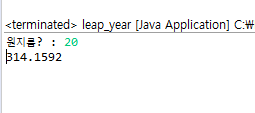 <terminated> leap_year [Java Application] C:₩
원지름? : 20
314.1592